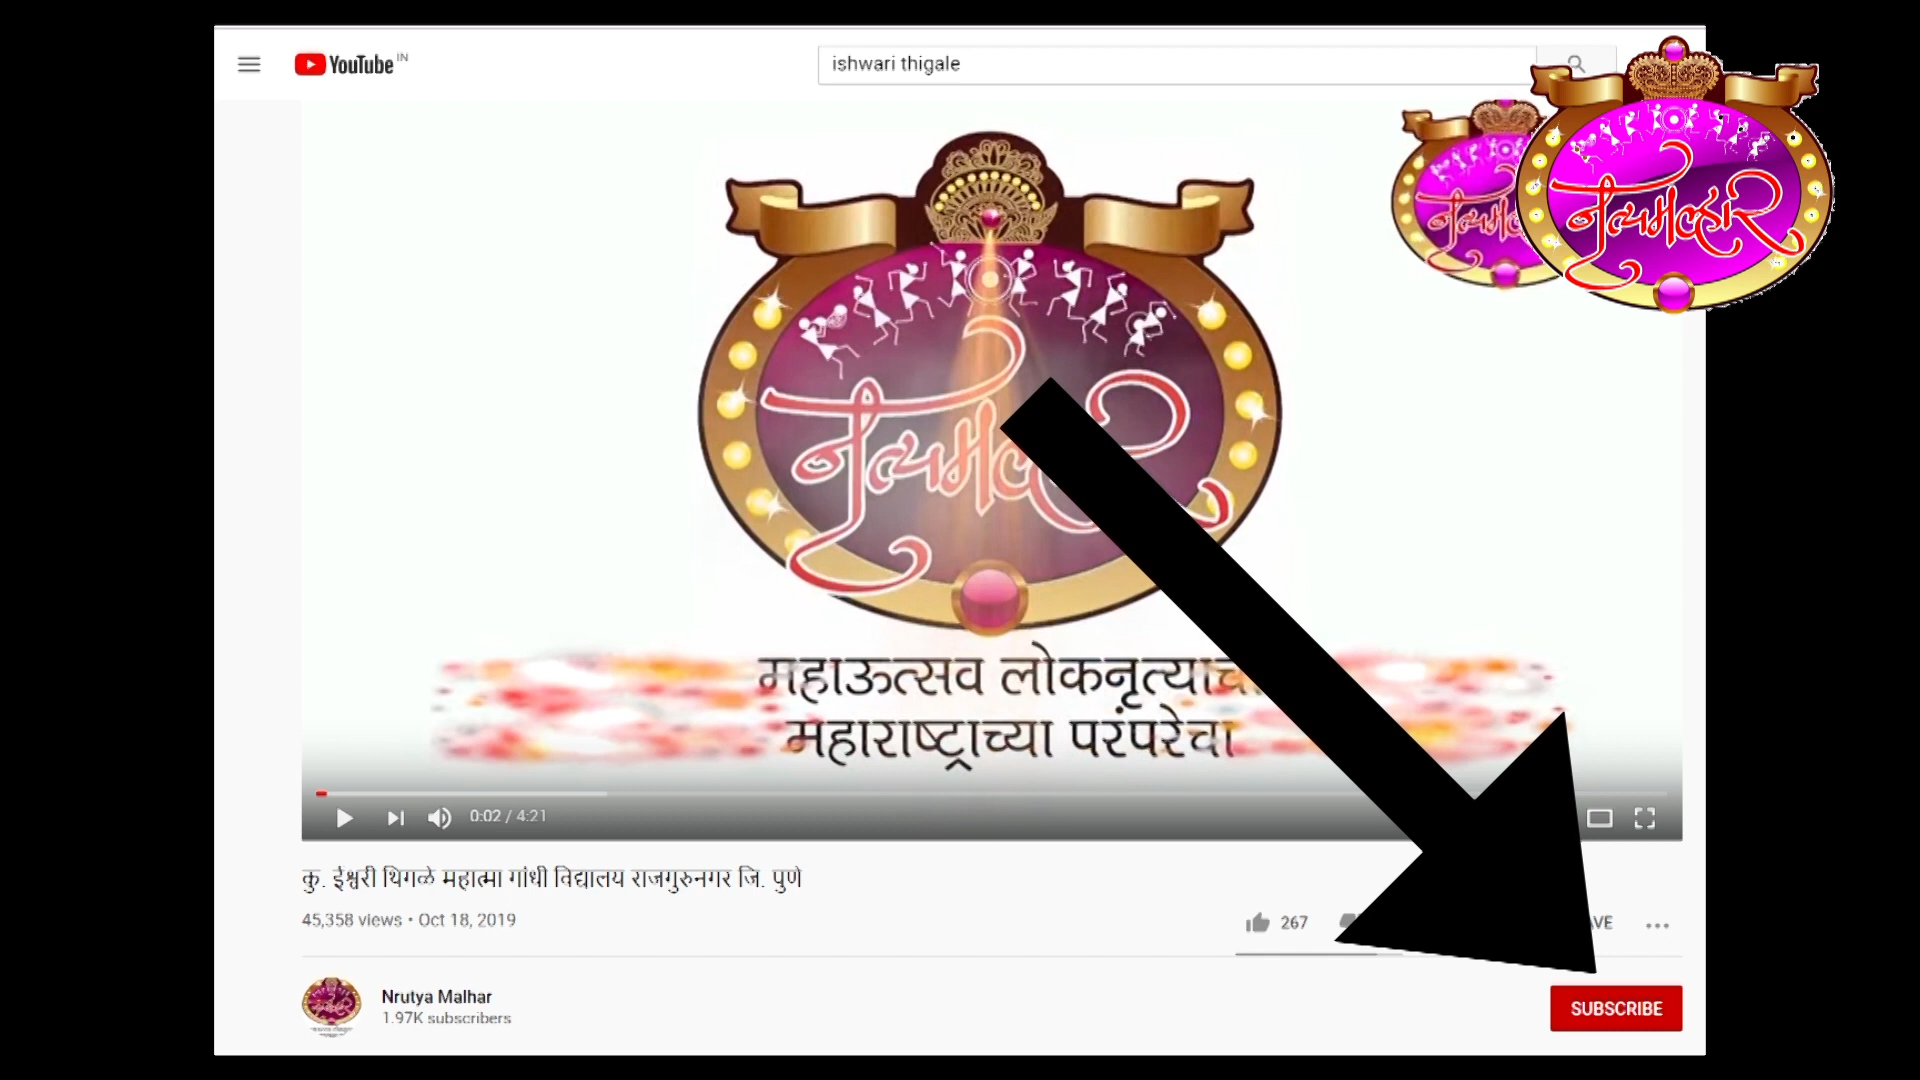 YouTube IN
ishwari thigale
नृत्यमल्हार
नृत्यमल्हार
महाऊत्सव लोकनृत्याचा
महाराष्ट्राच्या परंपरेचा
0:02 / 4:21
कु. ईश्वरी थिगळे महात्मा गांधी विद्यालय राजगुरुनगर जि. पुणे
45,358 views • Oct 18, 2019
267
Nrutya Malhar
1.97K subscribers
SUBSCRIBE